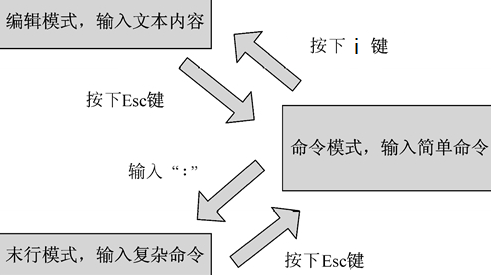 编辑模式，输入文本内容
按下 i 键
按下Esc键
命令模式，输入简单命令
输入“:”
末行模式，输入复杂命令
按下Esc键